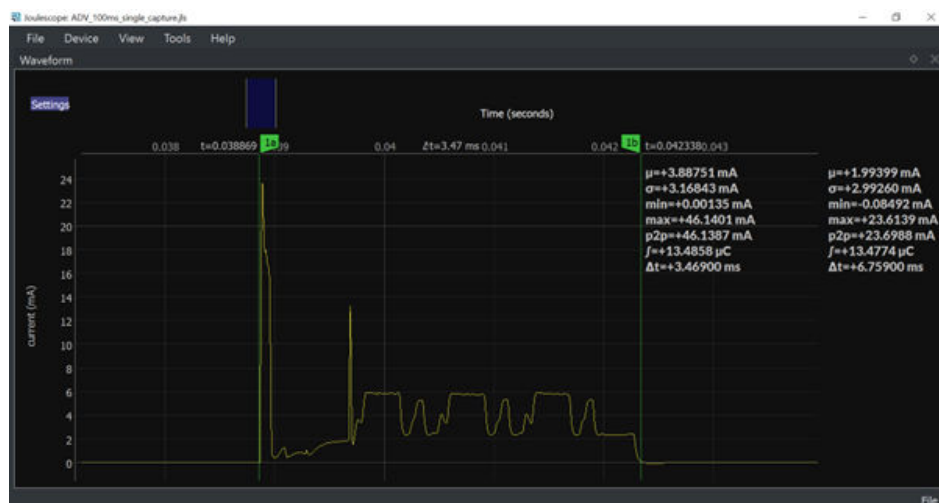 Joulescope: ADV_100ms_single_capture.jls
File Device View Tools Help
Waveform
Settings
Time (seconds)
0.038 t=0.038869 1a 39 0.04 Δt=3.47 ms 0.041 0.042 1b t=0.042338 0.043
μ=+3.88751 mA μ=+1.99399 mA
σ=+3.16843 mA σ=+2.99260 mA
min=+0.00135 mA min=-0.08492 mA
max=+46.1401 mA max=+23.6139 mA
p2p=+46.1387 mA p2p=+23.6988 mA
∫=+13.4858 μC ∫=+13.4774 μC
Δt=+3.46900 ms Δt=+6.75900 ms
current (mA)
24
22
20
18
16
14
12
10
8
6
4
2
0
File